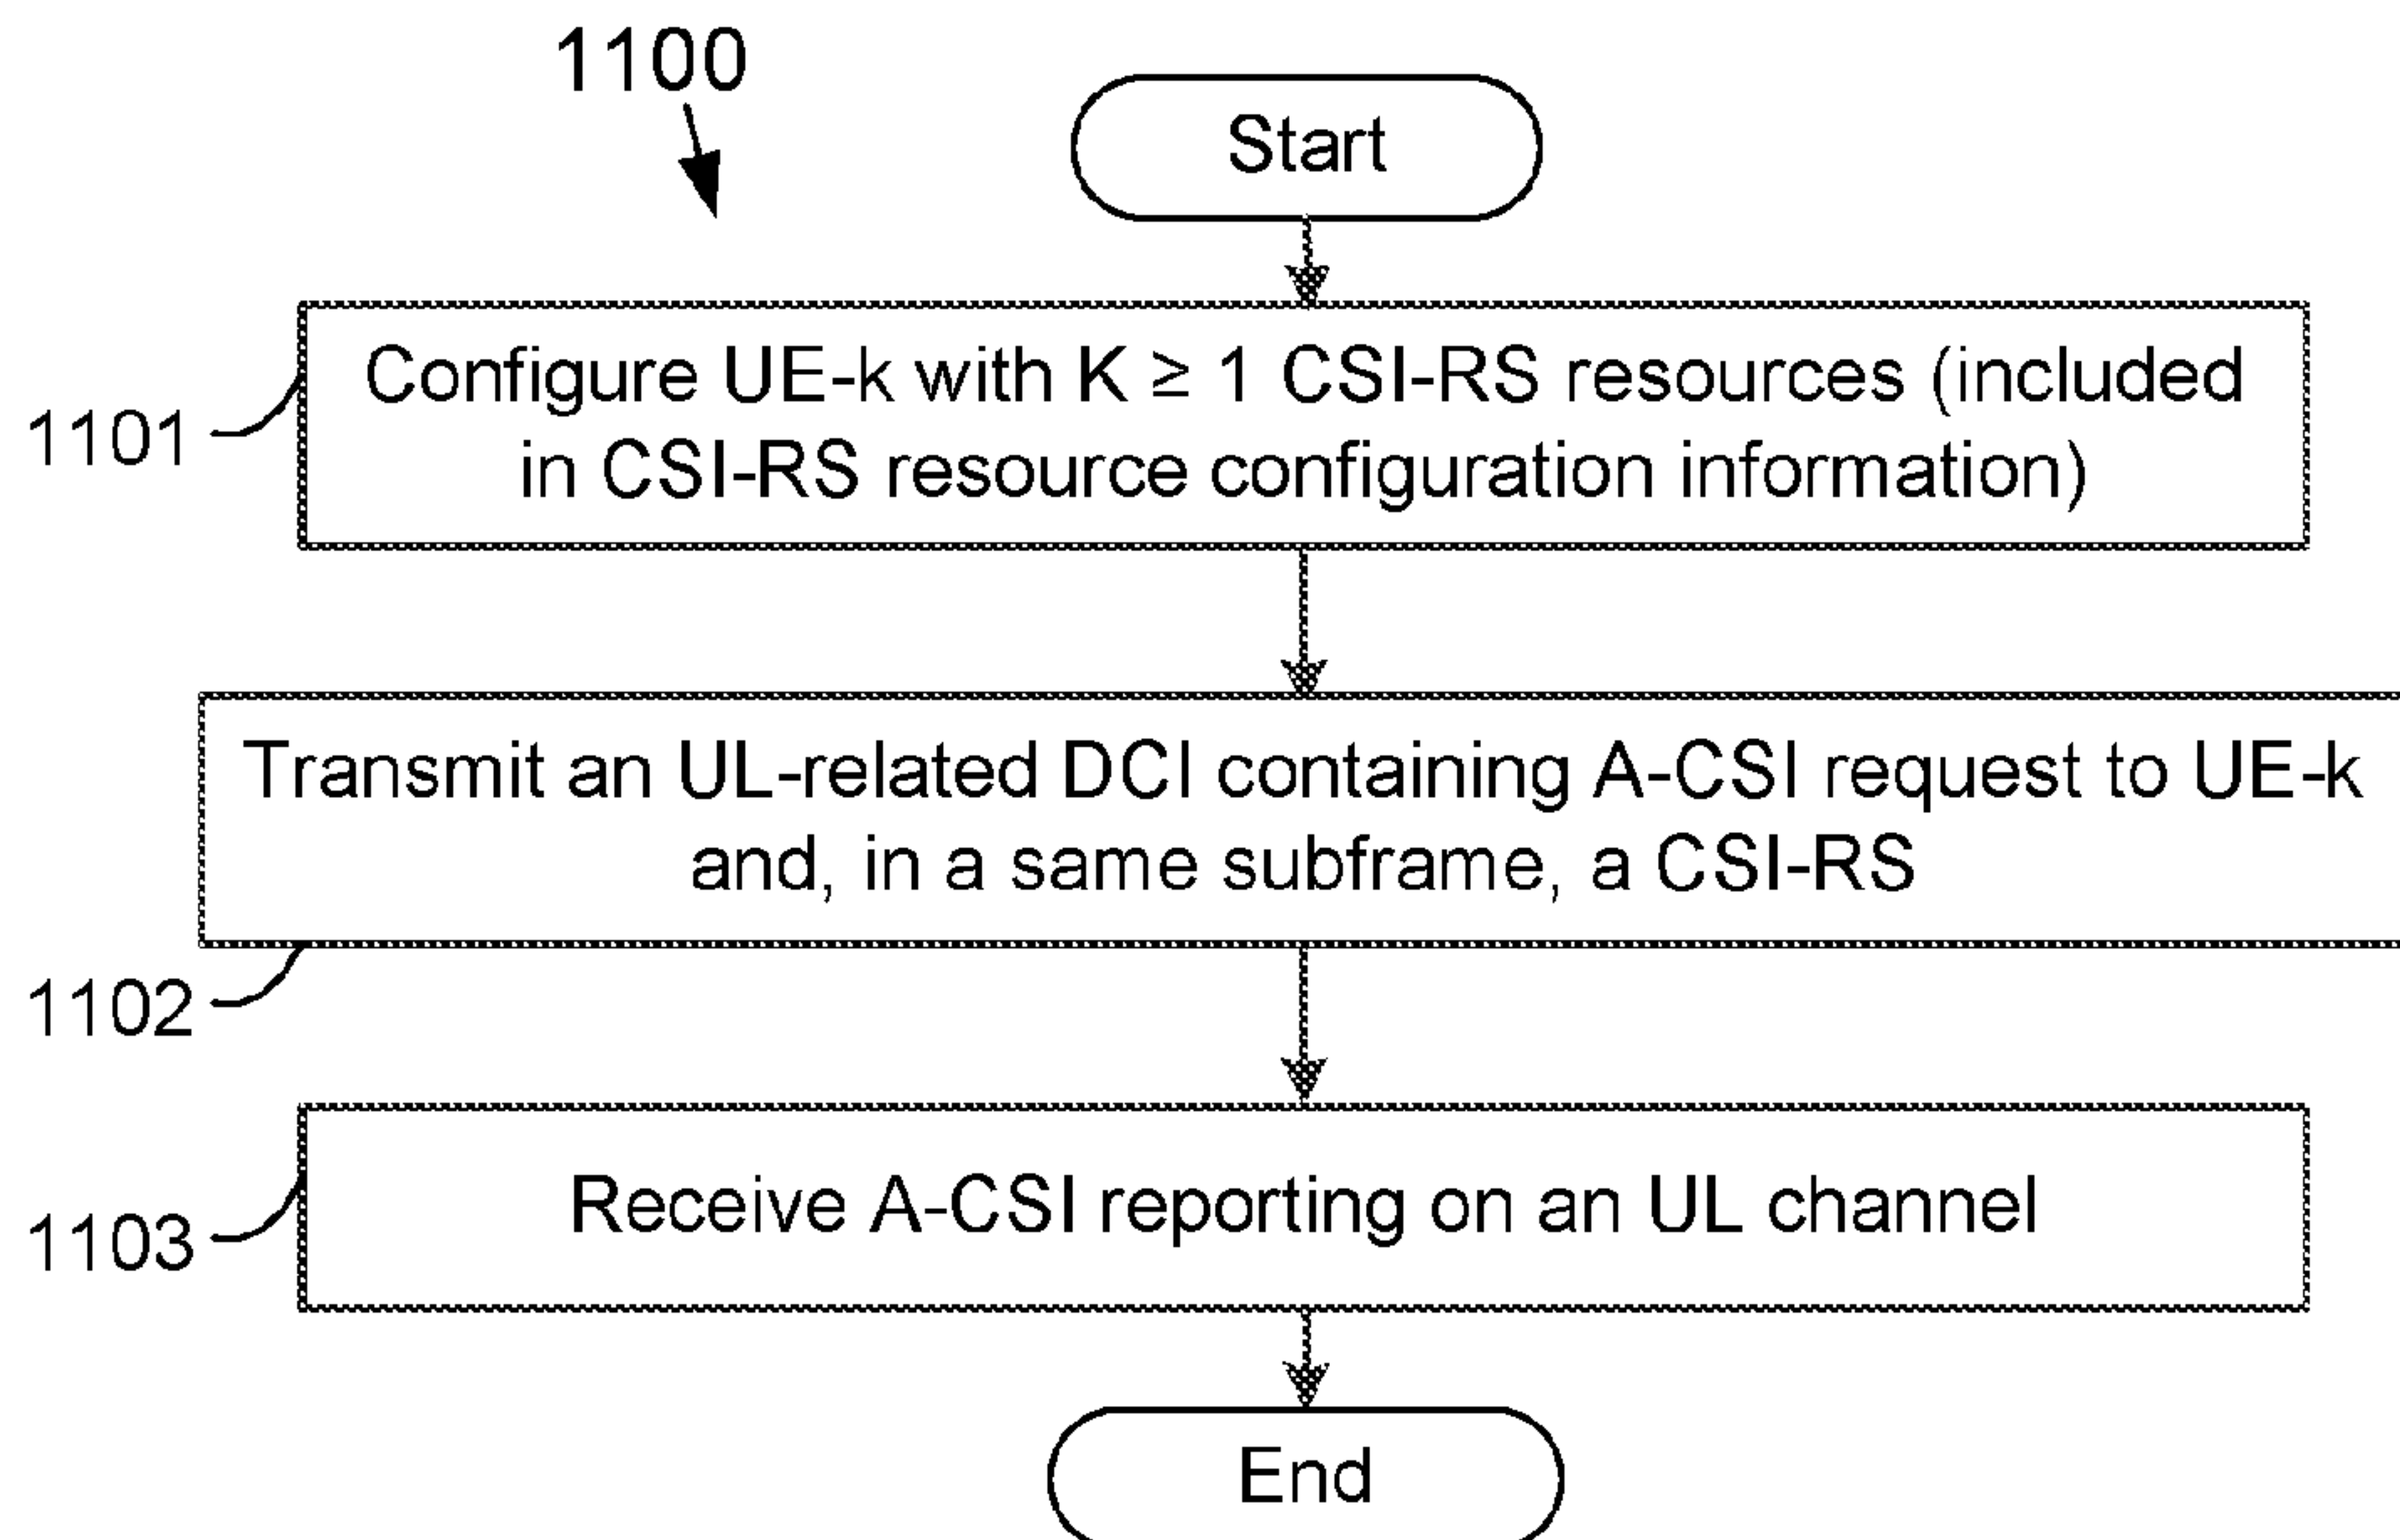 1100
Start
1101
Configure UE-k with K ≥ 1 CSI-RS resources (included
in CSI-RS resource configuration information)
Transmit an UL-related DCI containing A-CSI request to UE-k
and, in a same subframe, a CSI-RS
1102
1103
Receive A-CSI reporting on an UL channel
End